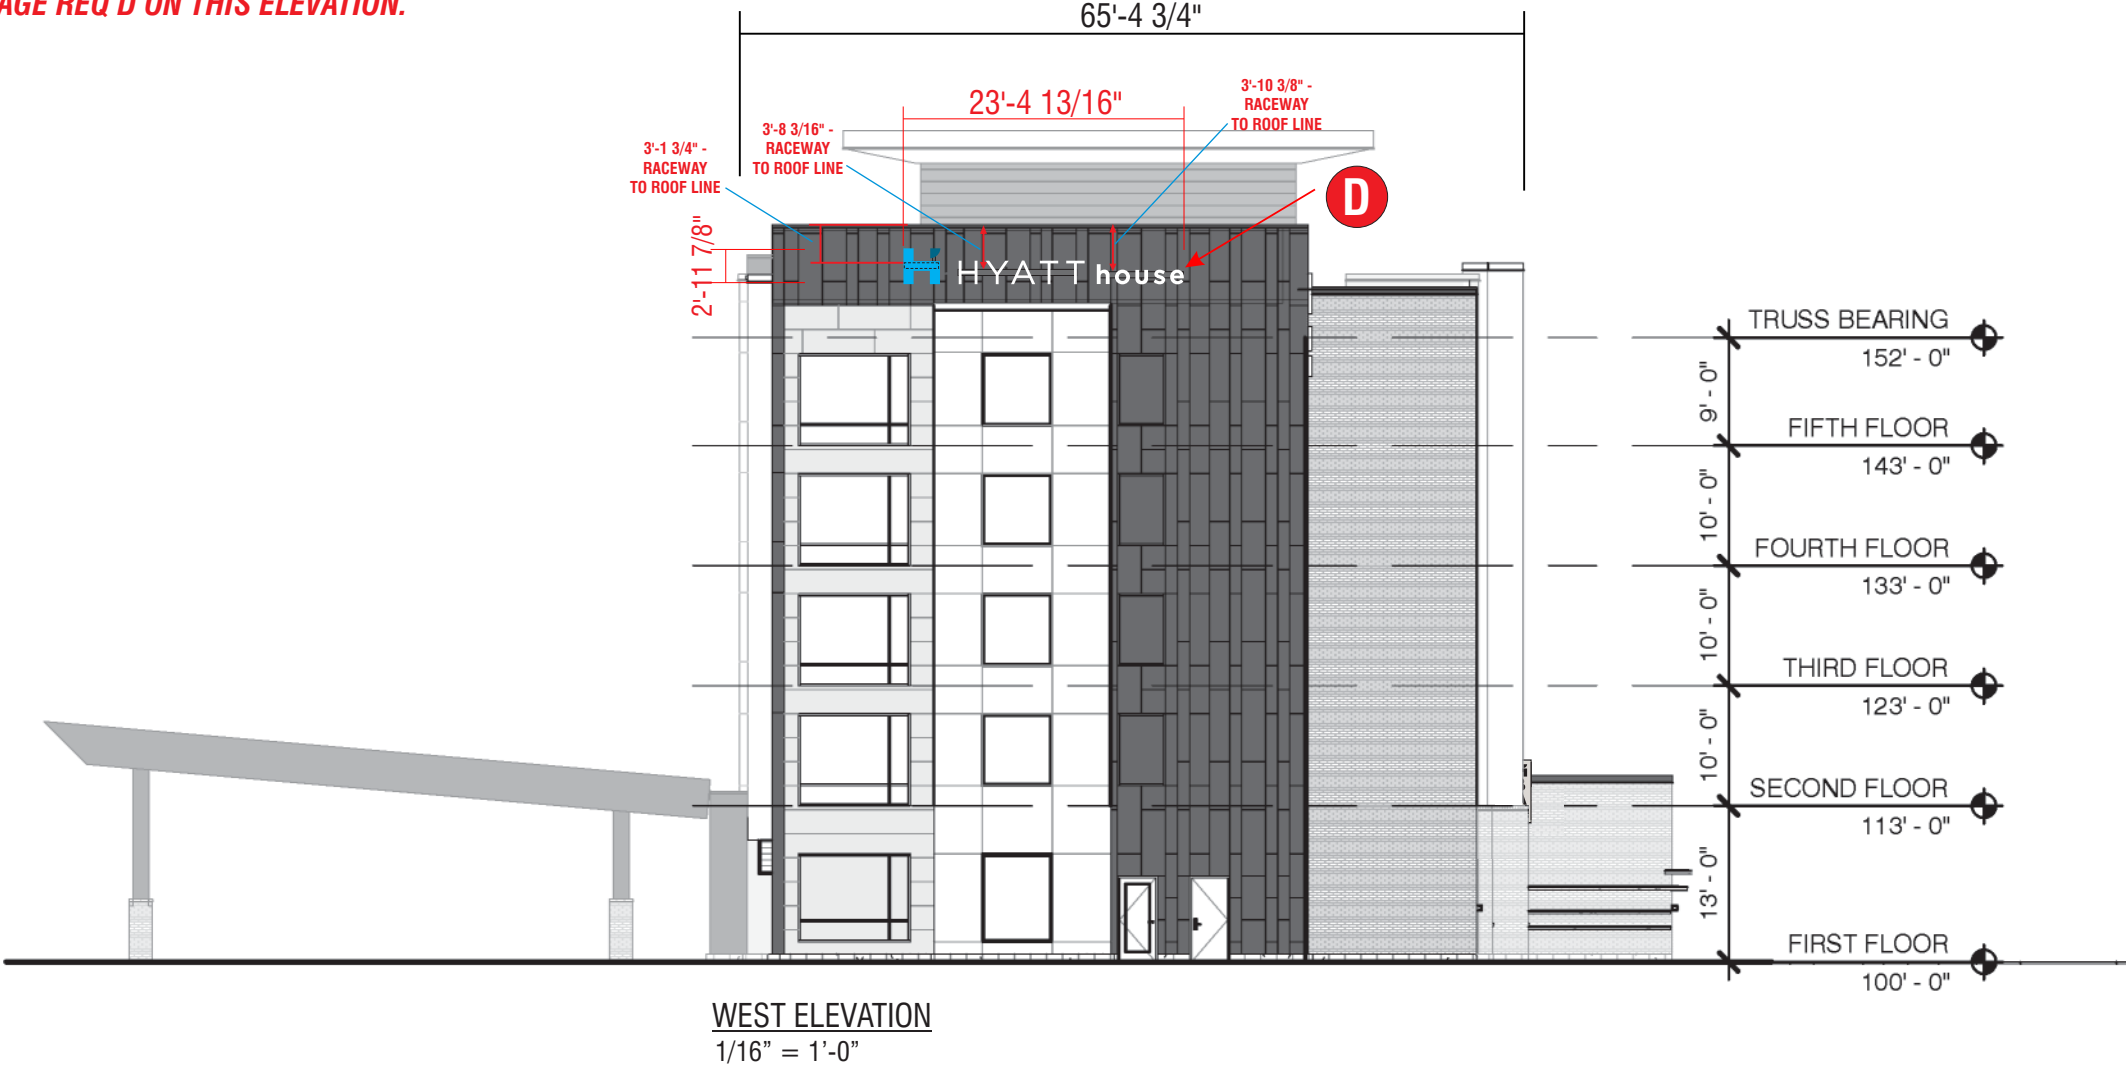 REQ'D ON THIS ELEVATION.
65'-4 3/4"
23'-4 13/16"
3'-10 3/8" -
RACEWAY
TO ROOF LINE
3'-8 3/16" -
RACEWAY
TO ROOF LINE
3'-1 3/4" -
RACEWAY
TO ROOF LINE
D
2'-11 7/8"
H HYATT house
TRUSS BEARING
152' - 0"
9' - 0"
FIFTH FLOOR
143' - 0"
10' - 0"
FOURTH FLOOR
133' - 0"
10' - 0"
THIRD FLOOR
123' - 0"
10' - 0"
SECOND FLOOR
113' - 0"
13' - 0"
FIRST FLOOR
100' - 0"
WEST ELEVATION
1/16” = 1’-0”